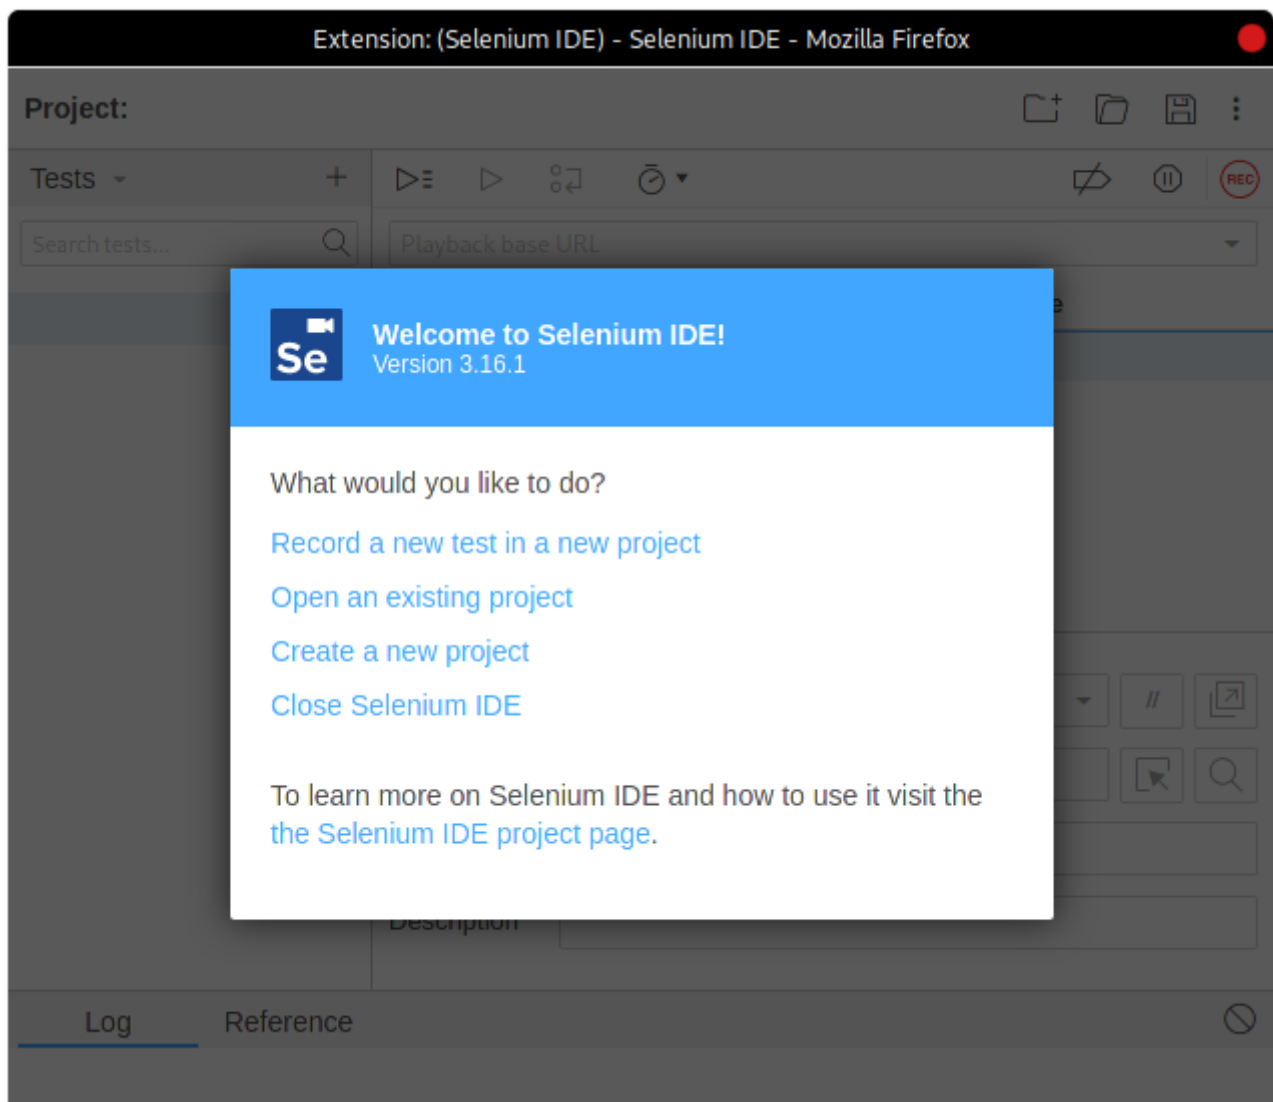 Extension: (Selenium IDE) - Selenium IDE - Mozilla Firefox
Project:
Tests
REC
Search tests...
Playback base URL
e
Se
Welcome to Selenium IDE!
Version 3.16.1
What would you like to do?
Record a new test in a new project
Open an existing project
Create a new project
Close Selenium IDE
//
To learn more on Selenium IDE and how to use it visit the
the Selenium IDE project page.
Description
Log
Reference